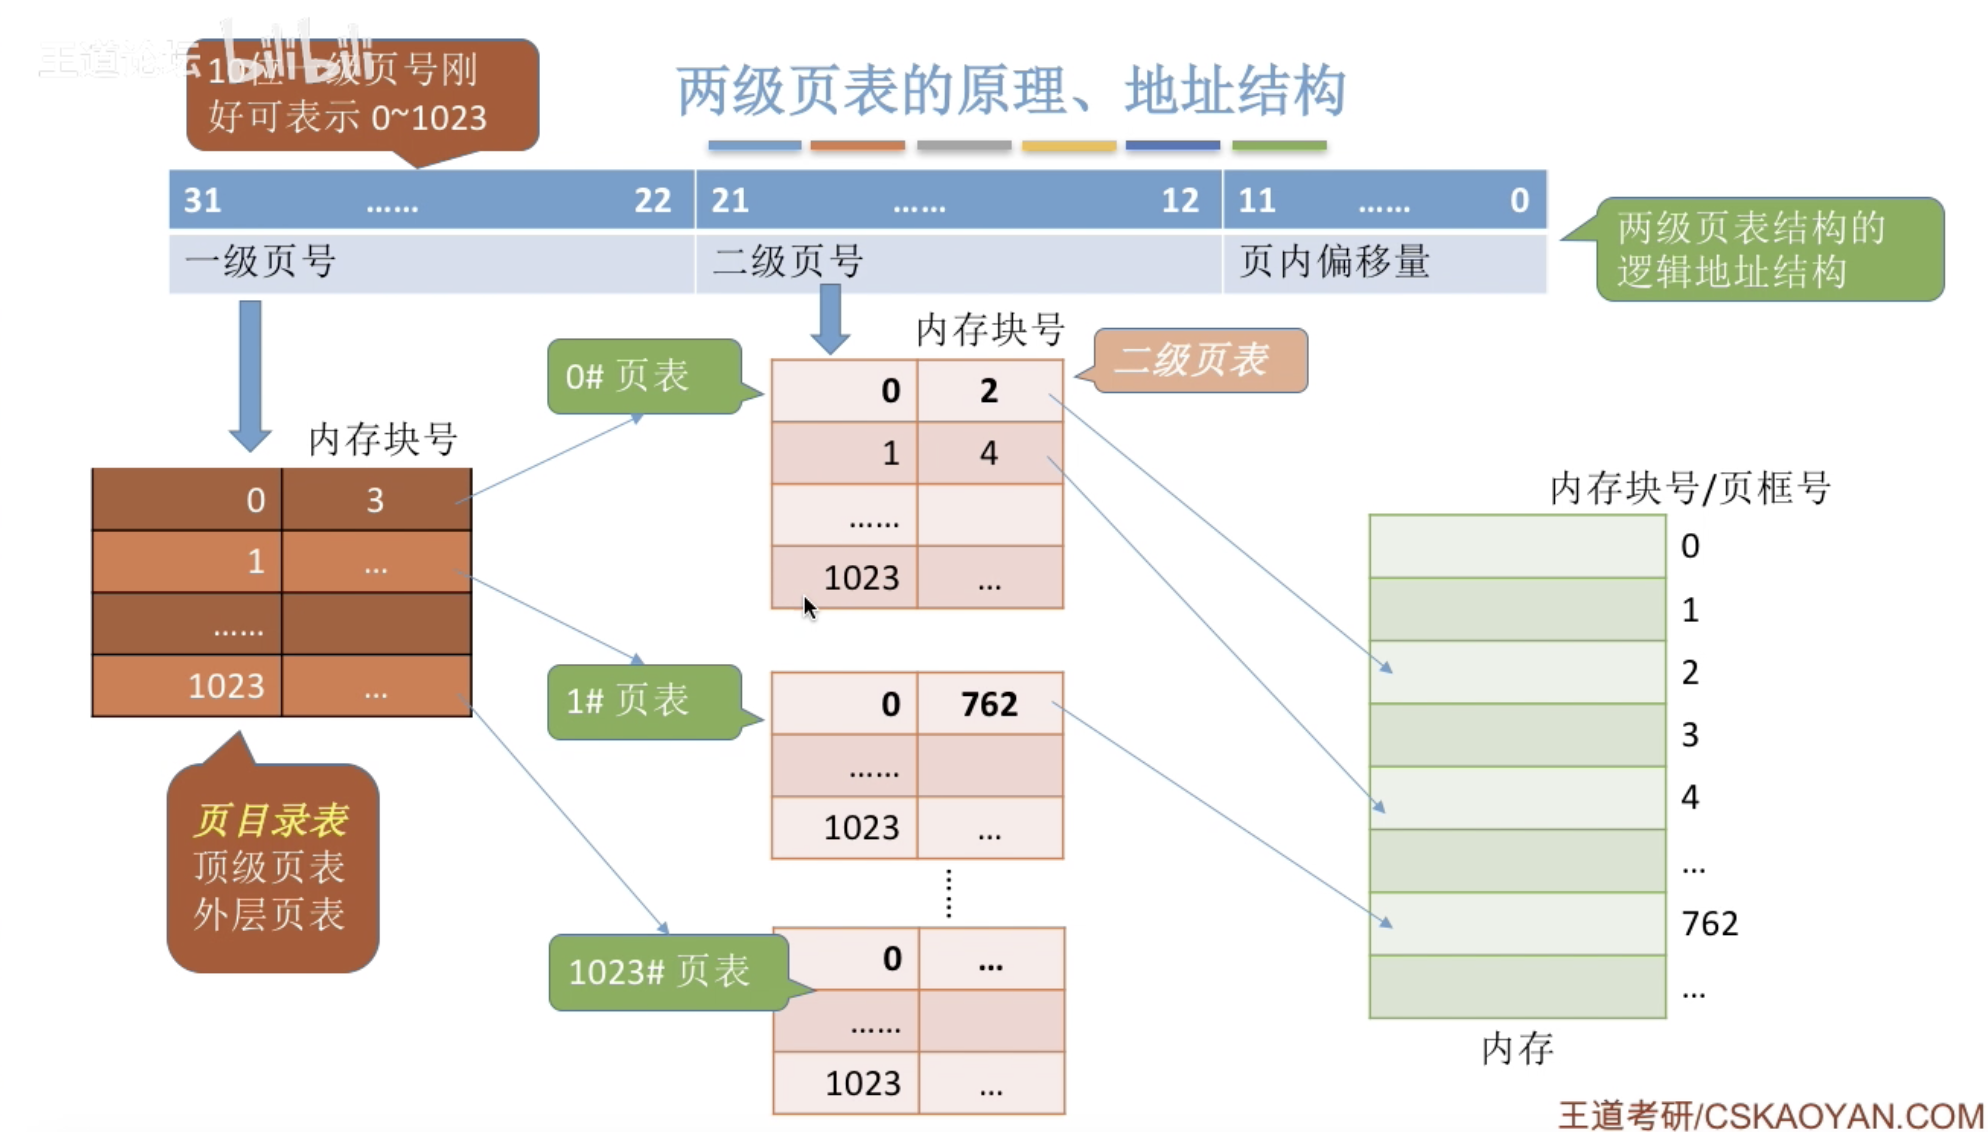 王道论坛 bilibili
10位一级页号刚
好可表示 0~1023
两级页表的原理、地址结构
31 …… 22 21 …… 12 11 …… 0
一级页号 二级页号 页内偏移量
两级页表结构的
逻辑地址结构
内存块号
0 3
1 ...
……
1023 ...
页目录表
顶级页表
外层页表
0# 页表
内存块号
二级页表
0 2
1 4
……
1023 ...
1# 页表
0 762
……
1023 ...
1023# 页表
0 ...
……
1023 ...
内存块号/页框号
0
1
2
3
4
...
762
...
内存
王道考研/CSKAOYAN.COM